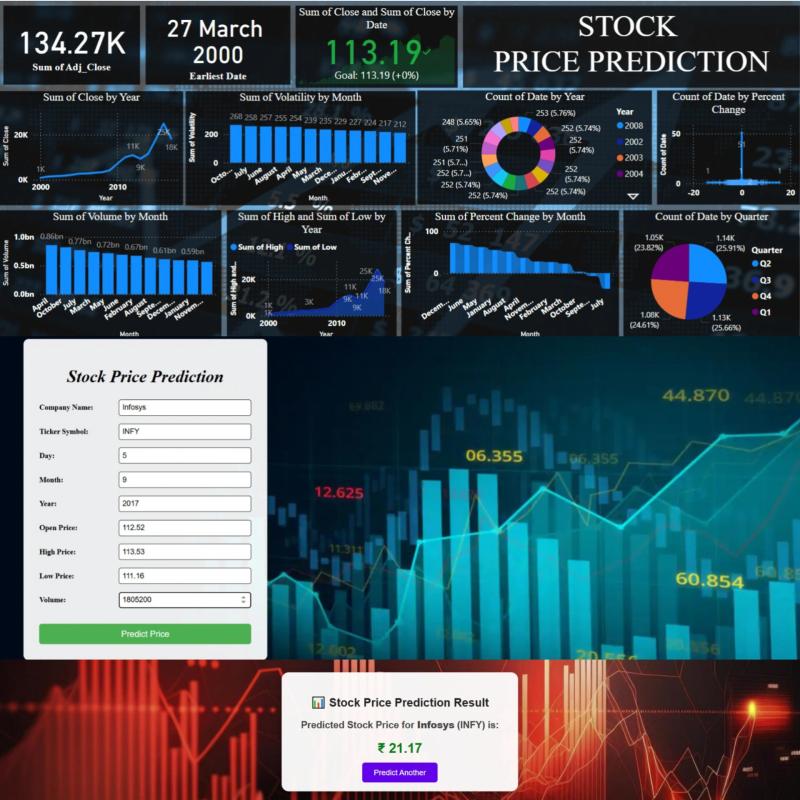 134.27K
Sum of Adj_Close
27 March
2000
Earliest Date
Sum of Close and Sum of Close by
Date
113.19✓
Goal: 113.19 (+0%)
STOCK
PRICE PREDICTION
Sum of Close by Year
Sum of Close
20K
0K
1K
11K
9K
25K
18K
2000
2010
Year
Sum of Volatility by Month
Sum of Volatility
200
0
268
258
257
255
254
239
235
229
227
224
217
212
Octo...
July
June
August
April
May
March
Dece...
Janu...
Febr...
Sept...
Nove...
Month
Count of Date by Year
248 (5.65%)
253 (5.76%)
251
(5.71%)
251 (5.7...)
252 (5.7...)
252 (5.74%)
252 (5.74%)
252
(5.74%)
252
(5.74%)
252 (5.74%)
252 (5.74%)
Year
2008
2002
2003
2004
Count of Date by Percent
Change
Count of Date
50
0
1
51
1
-20
0
20
Sum of Volume by Month
Sum of Volume
1.0bn
0.5bn
0.0bn
0.86bn
0.77bn
0.72bn
0.67bn
0.61bn
0.59bn
April
October
July
March
May
June
February
August
Septe...
Decem...
January
Novem...
Month
Sum of High and Sum of Low by
Year
Sum of High
Sum of Low
Sum of High and...
20K
0K
1K
3K
11K
9K
11K
9K
25K
25K
18K
2000
2010
Year
Sum of Percent Change by Month
Sum of Percent Ch...
100
0
Decem...
June
May
January
August
April
Novem...
February
March
October
Septe...
July
Month
Count of Date by Quarter
1.05K
(23.82%)
1.14K
(25.91%)
1.08K
(24.61%)
1.13K
(25.66%)
Quarter
Q2
Q3
Q4
Q1
Stock Price Prediction
Company Name: Infosys
Ticker Symbol: INFY
Day: 5
Month: 9
Year: 2017
Open Price: 112.52
High Price: 113.53
Low Price: 111.16
Volume: 1805200
Predict Price
44.870
44.870
69.882
06.355
06.355
12.625
11.311
60.854
12.002
20.556
📊 Stock Price Prediction Result
Predicted Stock Price for Infosys (INFY) is:
₹ 21.17
Predict Another